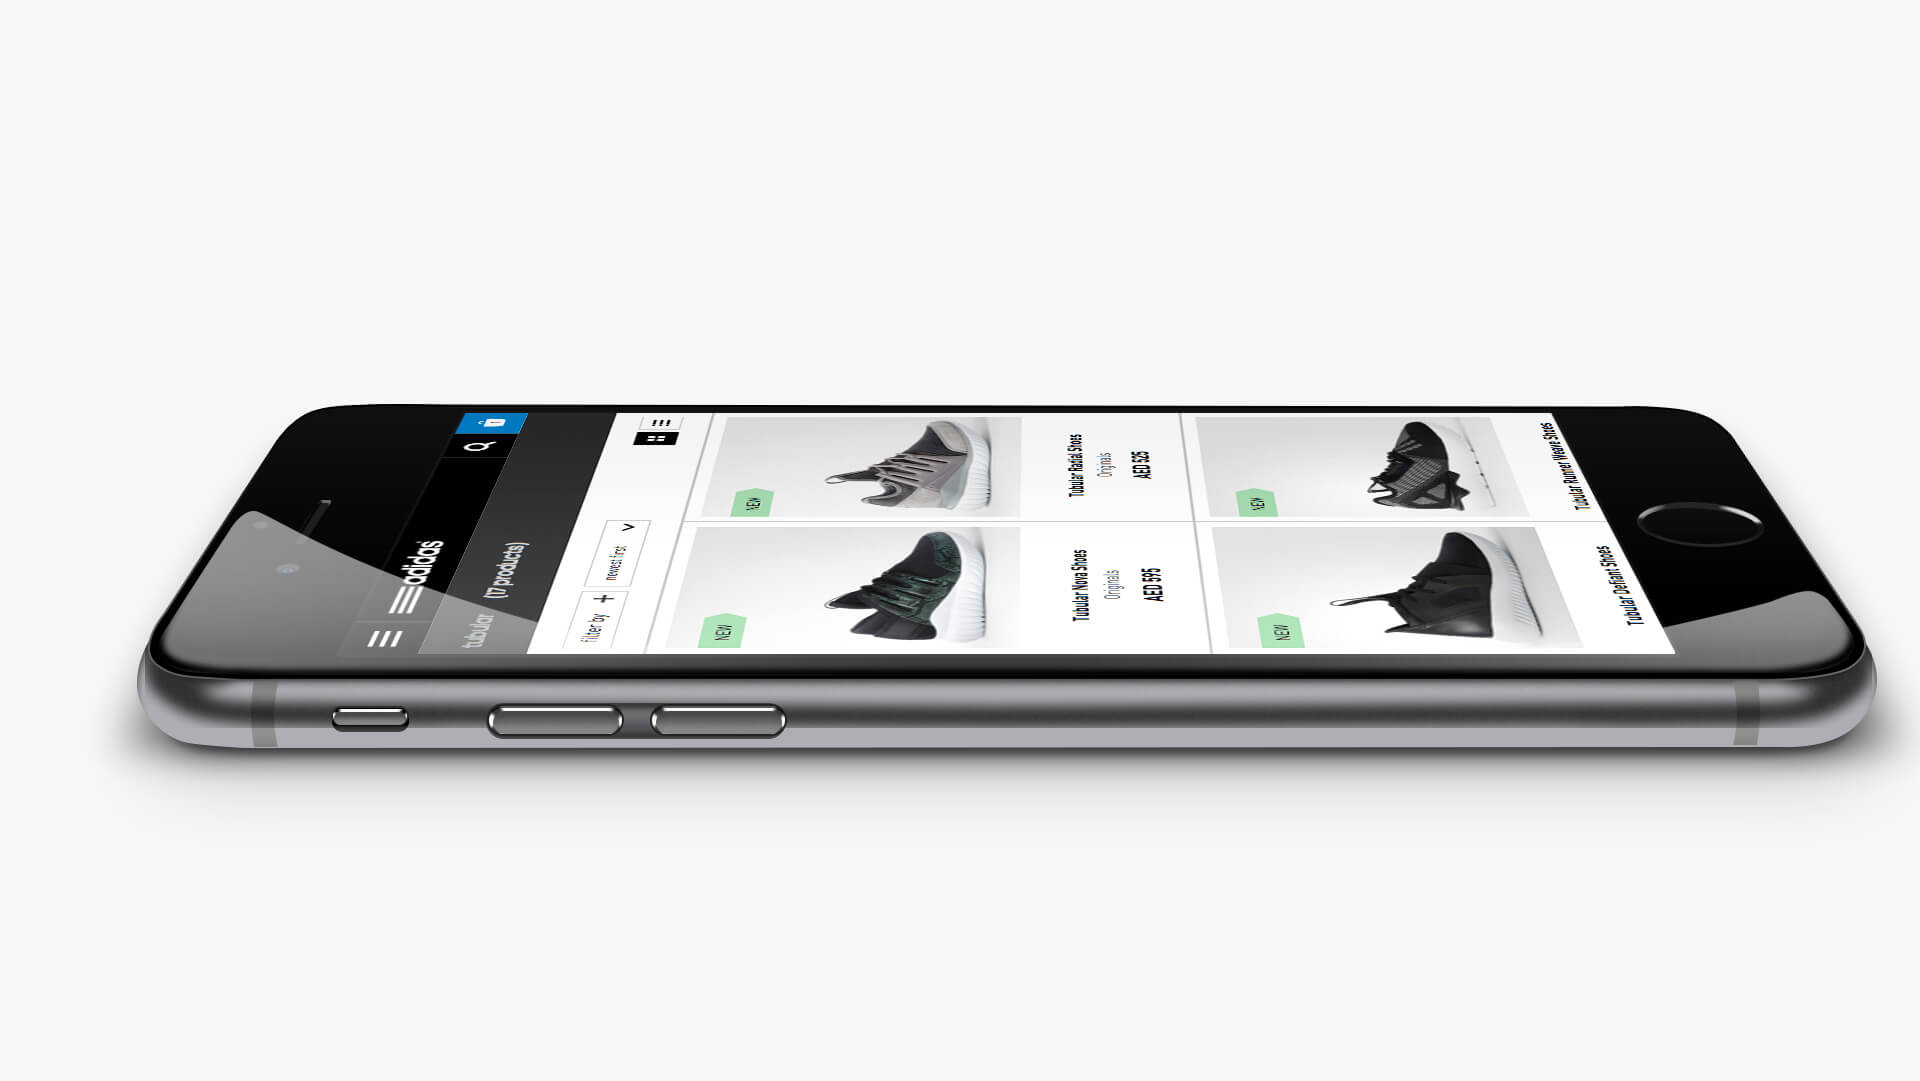 adidas
tubular (17 products)
filter by +
newest first
NEW
Tubular Nova Shoes
Originals
AED 595
NEW
Tubular Radial Shoes
Originals
AED 525
NEW
Tubular Defiant Shoes
NEW
Tubular Runner Weave Shoes